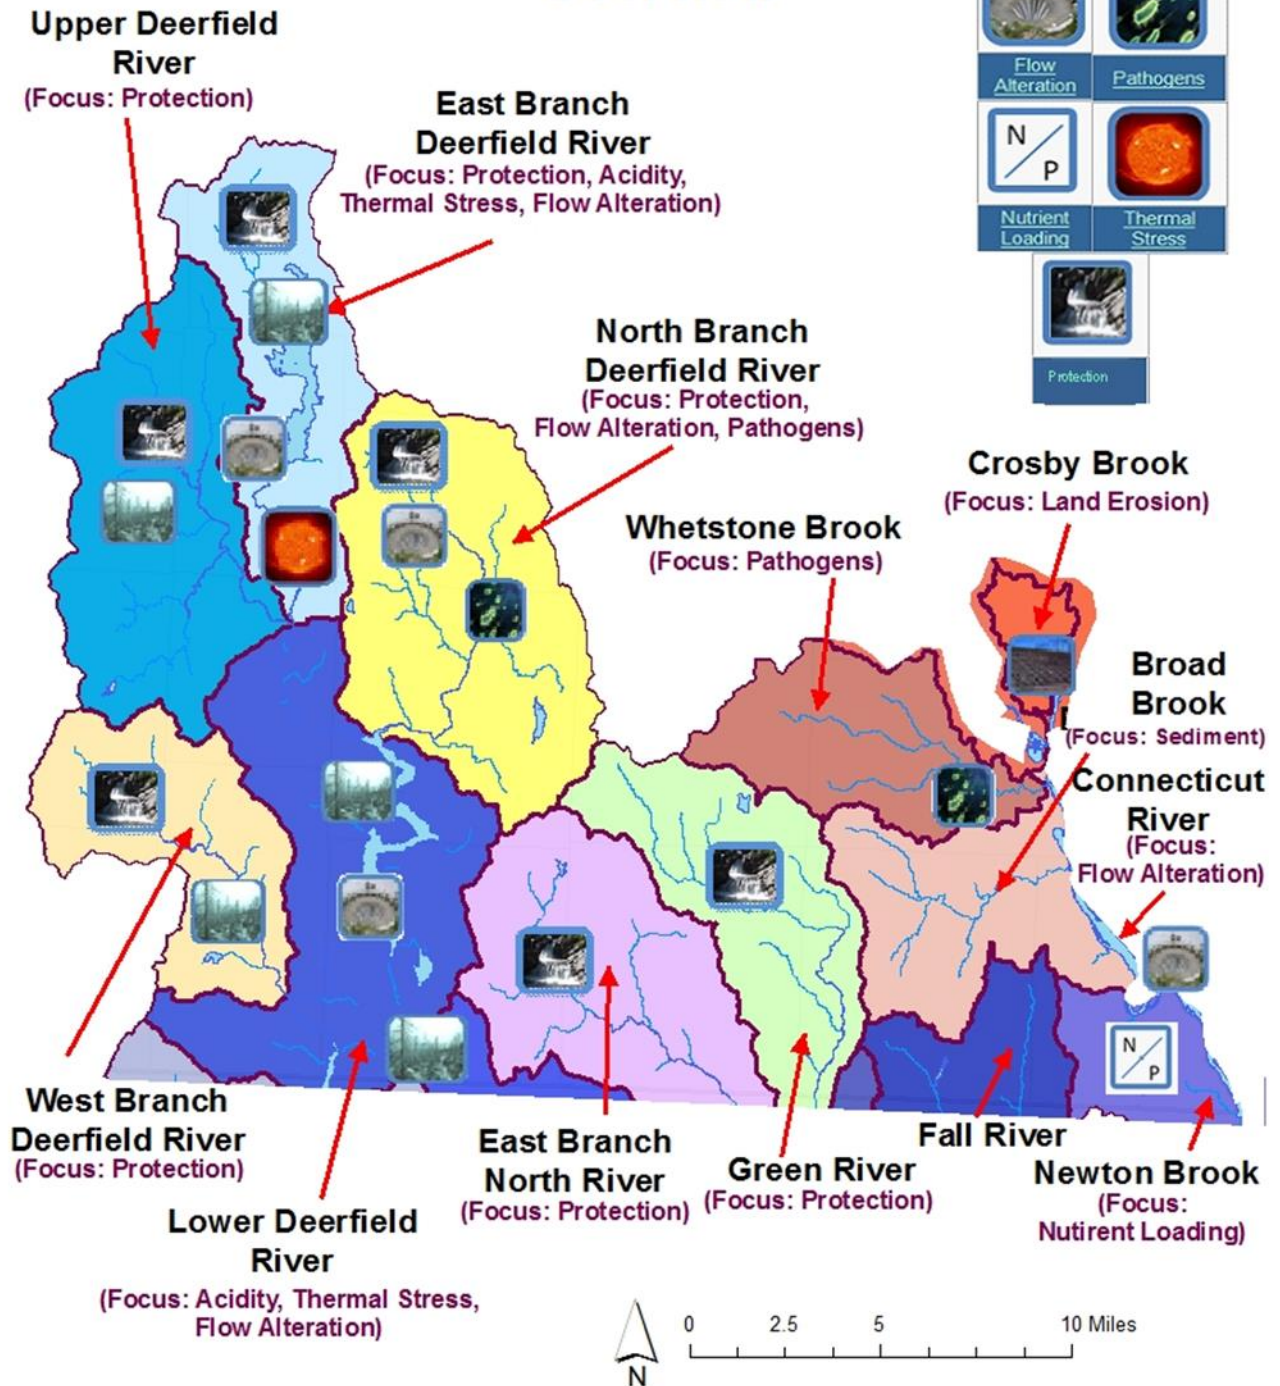 Upper Deerfield
River
(Focus: Protection)
East Branch
Deerfield River
(Focus: Protection, Acidity,
Thermal Stress, Flow Alteration)
Flow
Alteration
Pathogens
N
P
Nutrient
Loading
Thermal
Stress
Protection
North Branch
Deerfield River
(Focus: Protection,
Flow Alteration, Pathogens)
Crosby Brook
(Focus: Land Erosion)
Whetstone Brook
(Focus: Pathogens)
Broad
Brook
(Focus: Sediment)
Connecticut
River
(Focus:
Flow Alteration)
N
P
West Branch
Deerfield River
(Focus: Protection)
Lower Deerfield
River
(Focus: Acidity, Thermal Stress,
Flow Alteration)
East Branch
North River
(Focus: Protection)
Green River
(Focus: Protection)
Fall River
Newton Brook
(Focus:
Nutirent Loading)
N
0 2.5 5 10 Miles